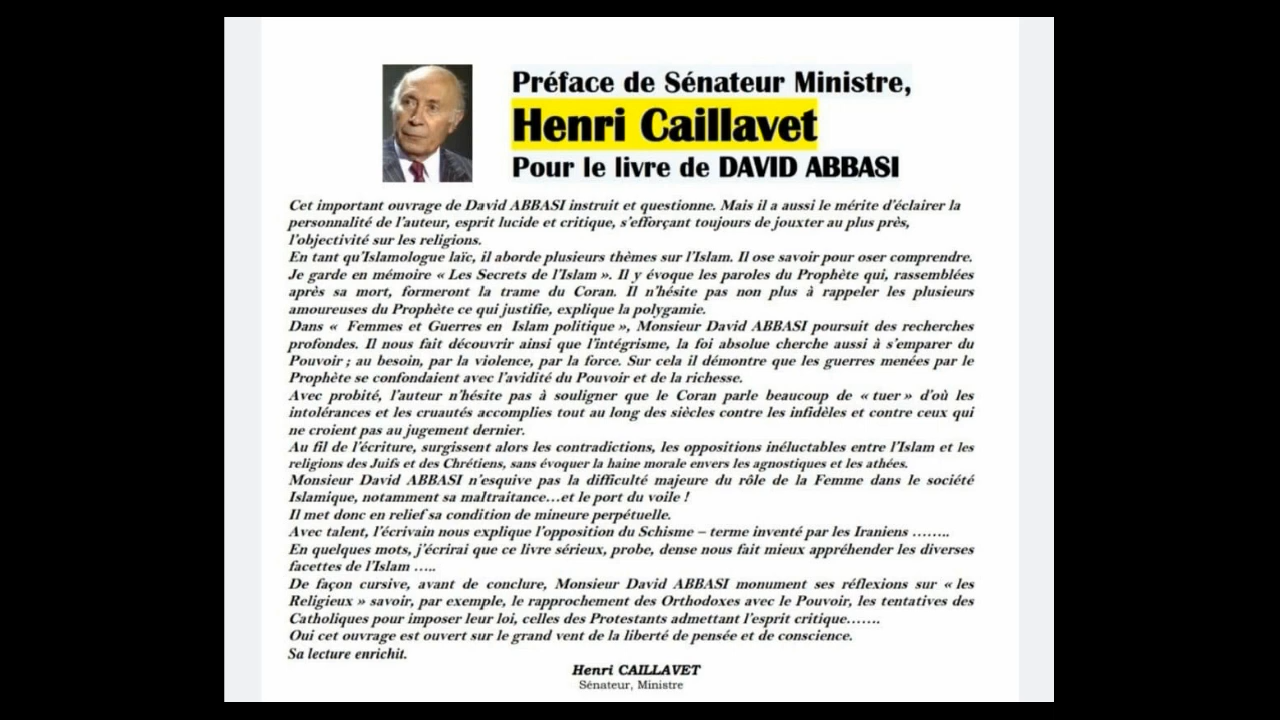 Préface de Sénateur Ministre,
Henri Caillavet
Pour le livre de DAVID ABBASI
Cet important ouvrage de David ABBASI instruit et questionne. Mais il a aussi le mérite d'éclairer la
personnalité de l'auteur, esprit lucide et critique, s'efforçant toujours de jouxter au plus près,
l'objectivité sur les religions.
En tant qu'Islamologue laïc, il aborde plusieurs thèmes sur l'Islam. Il ose savoir pour oser comprendre.
Je garde en mémoire « Les Secrets de l'Islam ». Il y évoque les paroles du Prophète qui, rassemblées
après sa mort, formeront la trame du Coran. Il n'hésite pas non plus à rappeler les plusieurs
amoureuses du Prophète ce qui justifie, explique la polygamie.
Dans « Femmes et Guerres en Islam politique », Monsieur David ABBASI poursuit des recherches
profondes. Il nous fait découvrir ainsi que l'intégrisme, la foi absolue cherche aussi à s'emparer du
Pouvoir ; au besoin, par la violence, par la force. Sur cela il démontre que les guerres menées par le
Prophète se confondaient avec l'avidité du Pouvoir et de la richesse.
Avec probité, l'auteur n'hésite pas à souligner que le Coran parle beaucoup de « tuer » d'où les
intolérances et les cruautés accomplies tout au long des siècles contre les infidèles et contre ceux qui
ne croient pas au jugement dernier.
Au fil de l'écriture, surgissent alors les contradictions, les oppositions inéluctables entre l'Islam et les
religions des Juifs et des Chrétiens, sans évoquer la haine morale envers les agnostiques et les athées.
Monsieur David ABBASI n'esquive pas la difficulté majeure du rôle de la Femme dans le société
Islamique, notamment sa maltraitance…et le port du voile !
Il met donc en relief sa condition de mineure perpétuelle.
Avec talent, l'écrivain nous explique l'opposition du Schisme – terme inventé par les Iraniens ……..
En quelques mots, j'écrirai que ce livre sérieux, probe, dense nous fait mieux appréhender les diverses
facettes de l'Islam …..
De façon cursive, avant de conclure, Monsieur David ABBASI monument ses réflexions sur « les
Religieux » savoir, par exemple, le rapprochement des Orthodoxes avec le Pouvoir, les tentatives des
Catholiques pour imposer leur loi, celles des Protestants admettant l'esprit critique…….
Oui cet ouvrage est ouvert sur le grand vent de la liberté de pensée et de conscience.
Sa lecture enrichit.
Henri CAILLAVET
Sénateur, Ministre